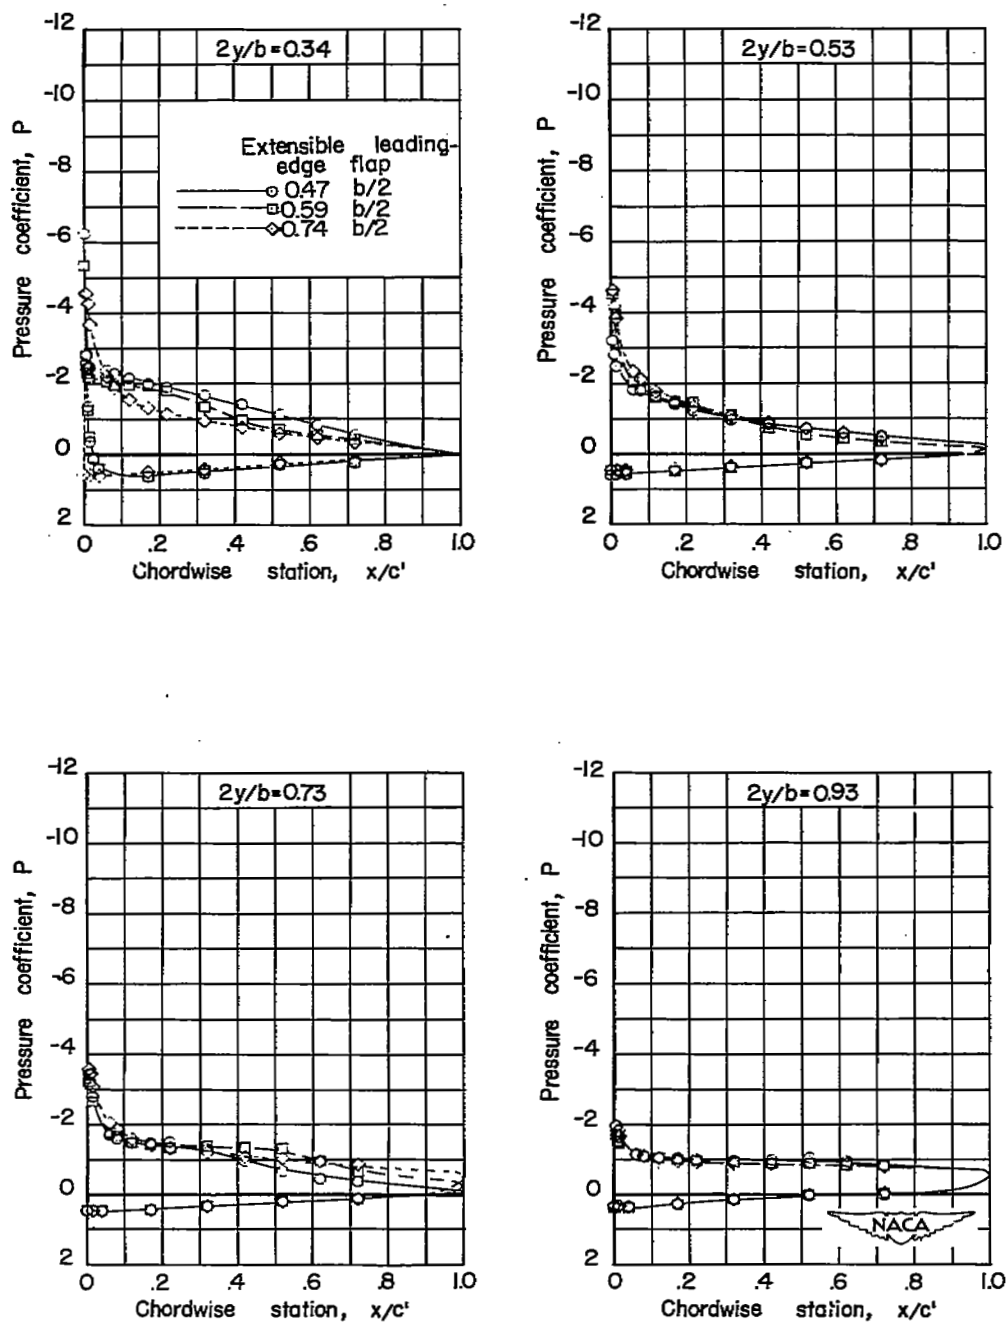 2y/b=0.34
-12
-10
-8
-6
-4
-2
0
2
Pressure coefficient, P
Extensible leading-
edge flap
0.47 b/2
0.59 b/2
0.74 b/2
0 .2 .4 .6 .8 1.0
Chordwise station, x/c'
2y/b=0.53
-12
-10
-8
-6
-4
-2
0
2
Pressure coefficient, P
0 .2 .4 .6 .8 1.0
Chordwise station, x/c'
2y/b=0.73
-12
-10
-8
-6
-4
-2
0
2
Pressure coefficient, P
0 .2 .4 .6 .8 1.0
Chordwise station, x/c'
2y/b=0.93
-12
-10
-8
-6
-4
-2
0
2
Pressure coefficient, P
NACA
0 .2 .4 .6 .8 1.0
Chordwise station, x/c'